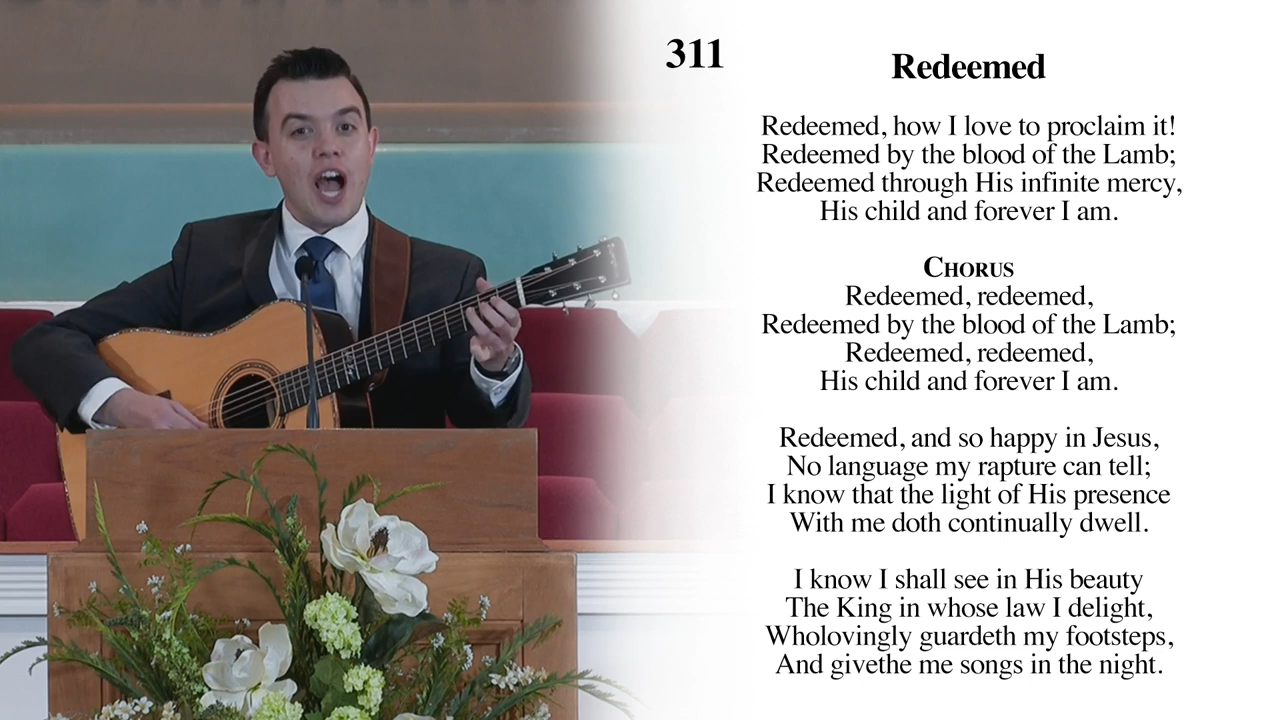 311
Redeemed
Redeemed, how I love to proclaim it!
Redeemed by the blood of the Lamb;
Redeemed through His infinite mercy,
His child and forever I am.
CHORUS
Redeemed, redeemed,
Redeemed by the blood of the Lamb;
Redeemed, redeemed,
His child and forever I am.
Redeemed, and so happy in Jesus,
No language my rapture can tell;
I know that the light of His presence
With me doth continually dwell.
I know I shall see in His beauty
The King in whose law I delight,
Wholovingly guardeth my footsteps,
And givethe me songs in the night.